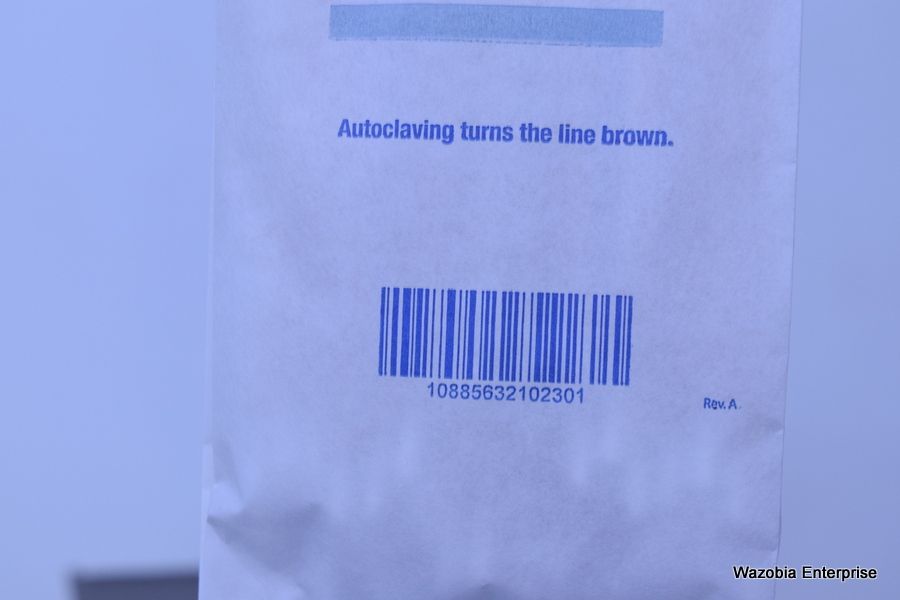 Autoclaving turns the line brown.
10885632102301
Rev. A.
Wazobia Enterprise